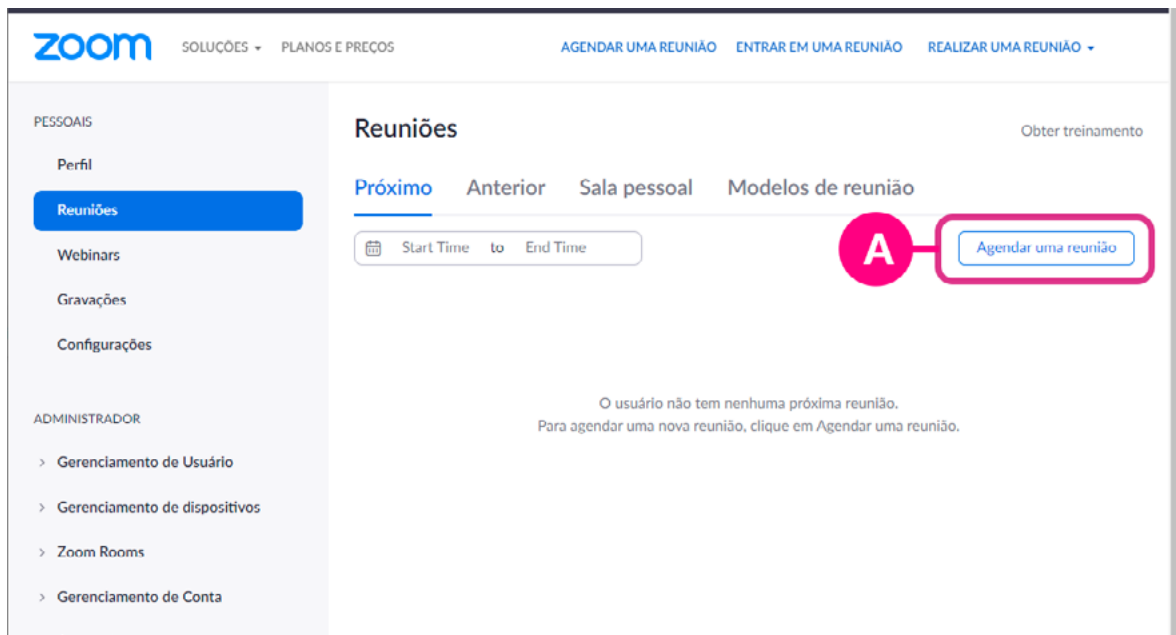 zoom SOLUÇÕES PLANOS E PREÇOS AGENDAR UMA REUNIÃO ENTRAR EM UMA REUNIÃO REALIZAR UMA REUNIÃO
PESSOAIS
Perfil
Reuniões
Webinars
Gravações
Configurações
ADMINISTRADOR
> Gerenciamento de Usuário
> Gerenciamento de dispositivos
> Zoom Rooms
> Gerenciamento de Conta
Reuniões
Obter treinamento
Próximo Anterior Sala pessoal Modelos de reunião
Start Time to End Time
A
Agendar uma reunião
O usuário não tem nenhuma próxima reunião.
Para agendar uma nova reunião, clique em Agendar uma reunião.